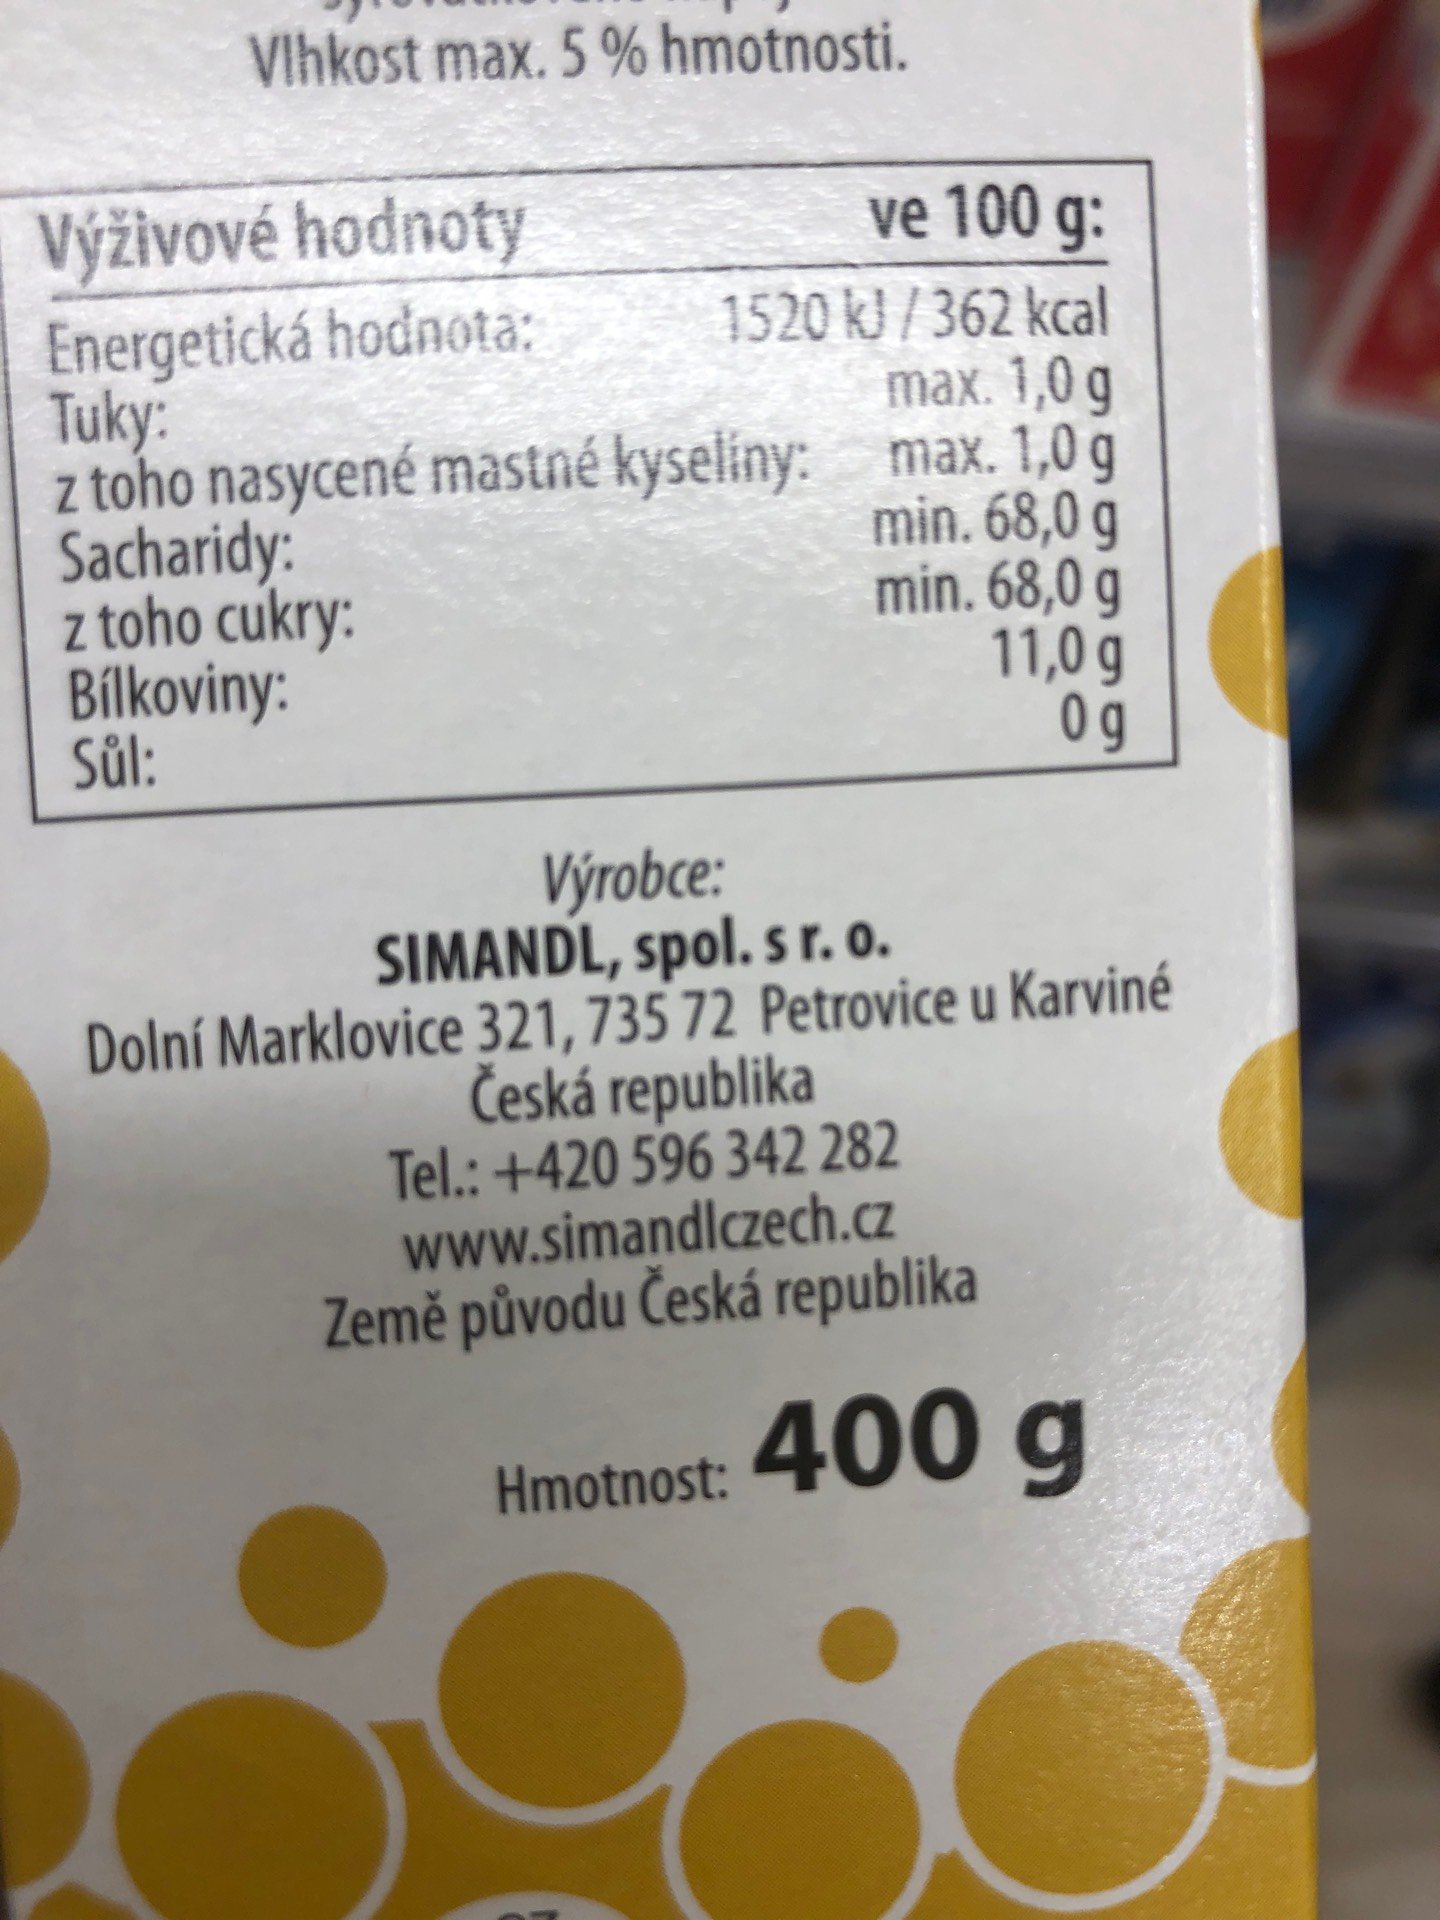 Vlhkost max. 5 % hmotnosti.
Výživové hodnoty ve 100 g:
Energetická hodnota: 1520 kJ / 362 kcal
Tuky: max. 1,0 g
z toho nasycené mastné kyseliny: max. 1,0 g
Sacharidy: min. 68,0 g
z toho cukry: min. 68,0 g
Bílkoviny: 11,0 g
Sůl: 0 g
Výrobce:
SIMANDL, spol. s r. o.
Dolní Marklovice 321, 735 72 Petrovice u Karviné
Česká republika
Tel.: +420 596 342 282
www.simandlczech.cz
Země původu Česká republika
Hmotnost: 400 g